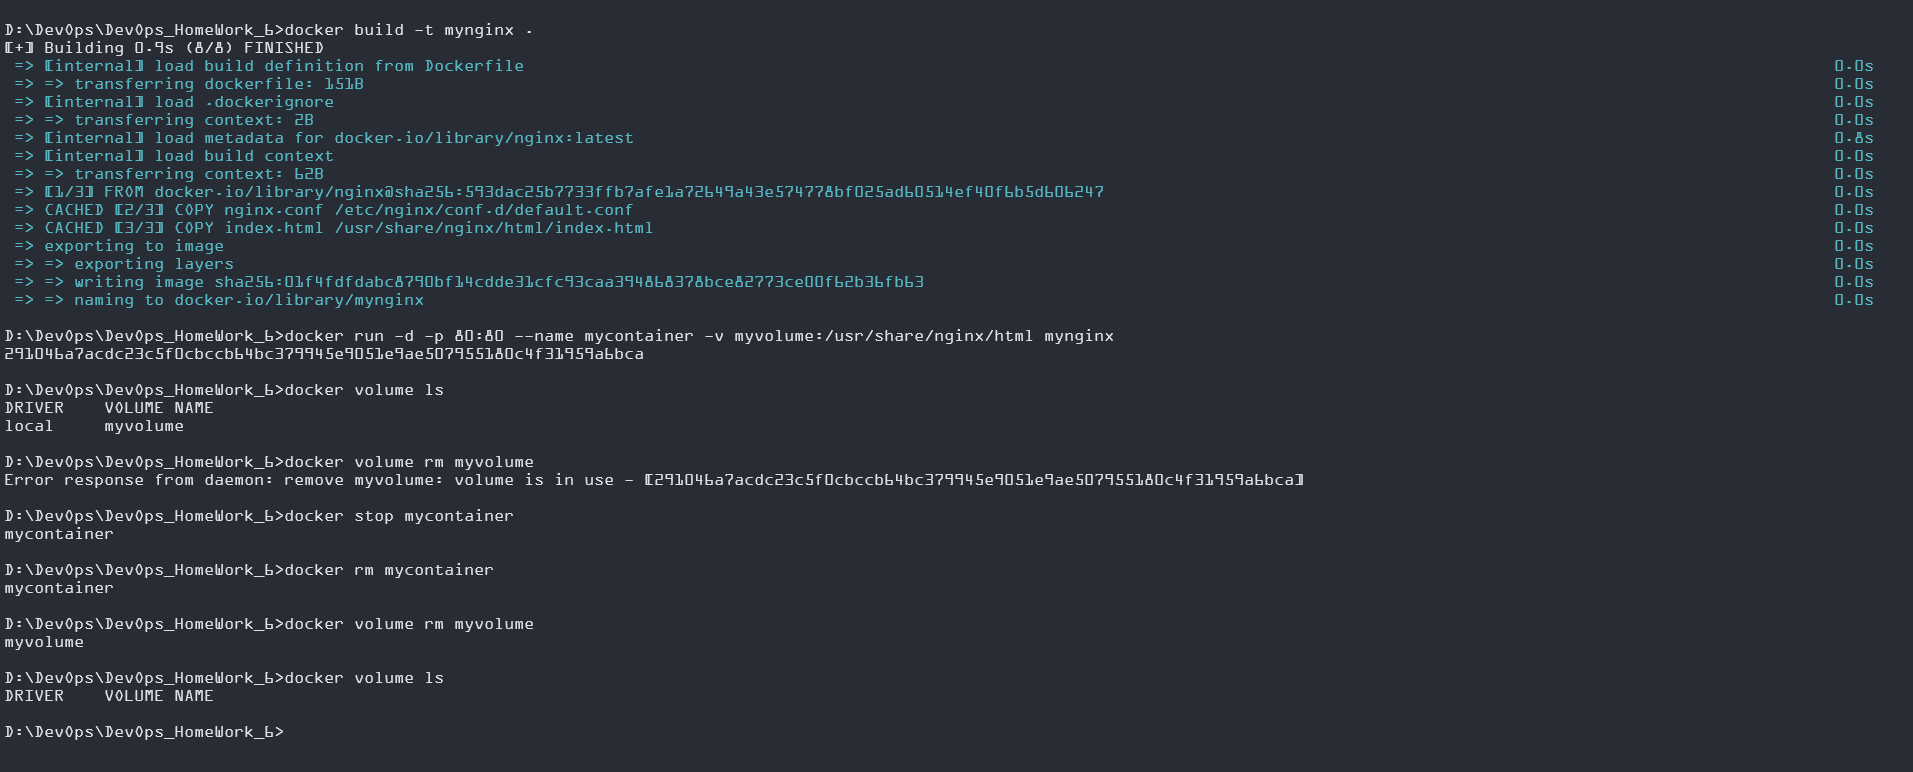 D:\DevOps\DevOps_HomeWork_6>docker build -t mynginx .
[+] Building 0.9s (8/8) FINISHED
=> [internal] load build definition from Dockerfile 0.0s
=> => transferring dockerfile: 151B 0.0s
=> [internal] load .dockerignore 0.0s
=> => transferring context: 2B 0.0s
=> [internal] load metadata for docker.io/library/nginx:latest 0.8s
=> [internal] load build context 0.0s
=> => transferring context: 62B 0.0s
=> [1/3] FROM docker.io/library/nginx@sha256:593dac25b7733ffb7afe1a72649a43e574778bf025ad60514ef40f6b5d606247 0.0s
=> CACHED [2/3] COPY nginx.conf /etc/nginx/conf.d/default.conf 0.0s
=> CACHED [3/3] COPY index.html /usr/share/nginx/html/index.html 0.0s
=> exporting to image 0.0s
=> => exporting layers 0.0s
=> => writing image sha256:01f4fdfdabc8790bf14cdde31cfc93caa394868378bce82773ce00f62b36fb63 0.0s
=> => naming to docker.io/library/mynginx 0.0s
D:\DevOps\DevOps_HomeWork_6>docker run -d -p 80:80 --name mycontainer -v myvolume:/usr/share/nginx/html mynginx
291046a7acdc23c5f0cbccb64bc379945e9051e9ae507955180c4f31959a6bca
D:\DevOps\DevOps_HomeWork_6>docker volume ls
DRIVER    VOLUME NAME
local     myvolume
D:\DevOps\DevOps_HomeWork_6>docker volume rm myvolume
Error response from daemon: remove myvolume: volume is in use - [291046a7acdc23c5f0cbccb64bc379945e9051e9ae507955180c4f31959a6bca]
D:\DevOps\DevOps_HomeWork_6>docker stop mycontainer
mycontainer
D:\DevOps\DevOps_HomeWork_6>docker rm mycontainer
mycontainer
D:\DevOps\DevOps_HomeWork_6>docker volume rm myvolume
myvolume
D:\DevOps\DevOps_HomeWork_6>docker volume ls
DRIVER    VOLUME NAME
D:\DevOps\DevOps_HomeWork_6>